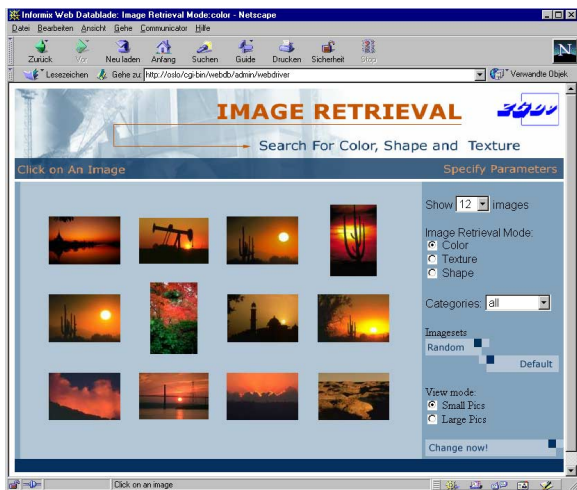 Informix Web Datablade: Image Retrieval Mode:color - Netscape
Datei Bearbeiten Ansicht Gehe Communicator Hilfe
Zurück Vor Neu laden Anfang Suchen Guide Drucken Sicherheit Stop
N
Lesezeichen Gehe zu: http://oslo/cgi-bin/webdb/admin/webdriver Verwandte Objek
IMAGE RETRIEVAL
Search For Color, Shape and Texture
Click on An Image Specify Parameters
Show 12 images
Image Retrieval Mode:
Color
Texture
Shape
Categories: all
Imagesets
Random
Default
View mode:
Small Pics
Large Pics
Change now!
Click on an image